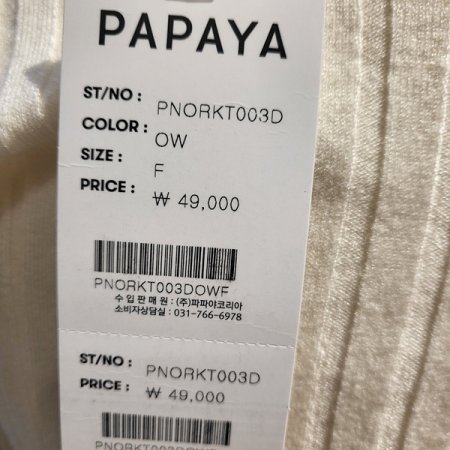 PAPAYA
ST/NO : PNORKT003D
COLOR : OW
SIZE : F
PRICE : ₩ 49,000
PNORKT003DOWF
수 입 판 매 원 : (주)파파야코리아
소비자상담실 : 031-766-6978
ST/NO : PNORKT003D
PRICE : ₩ 49,000